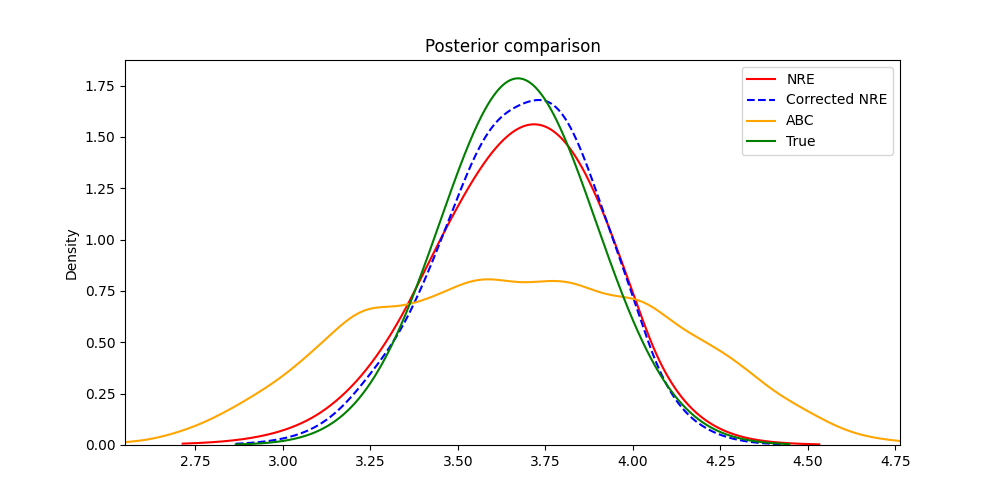 Posterior comparison
NRE
Corrected NRE
ABC
True
Density
1.75
1.50
1.25
1.00
0.75
0.50
0.25
0.00
2.75 3.00 3.25 3.50 3.75 4.00 4.25 4.50 4.75